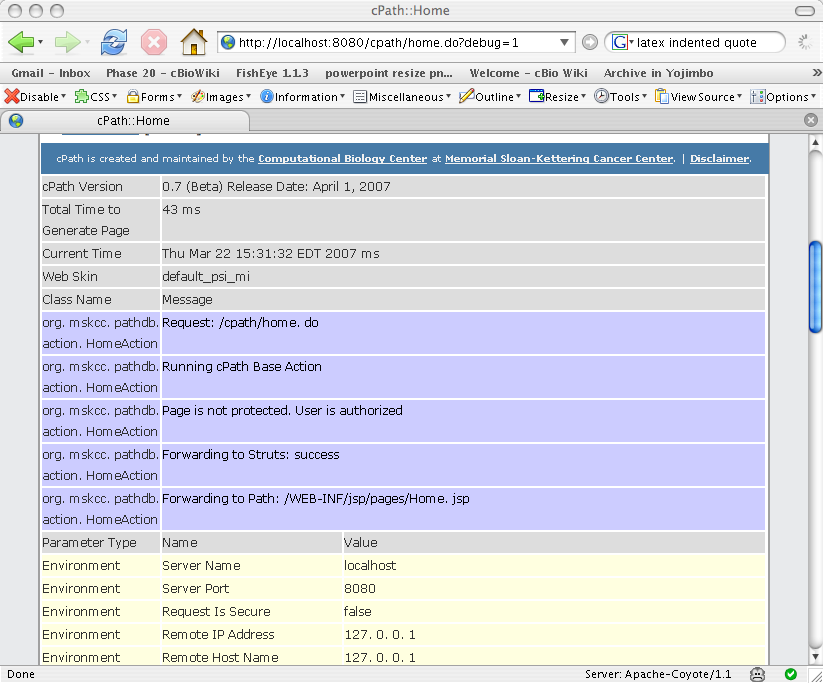 cPath::Home
http://localhost:8080/cpath/home.do?debug=1
latex indented quote
Gmail - Inbox Phase 20 - cBioWiki FishEye 1.1.3 powerpoint resize pn... Welcome - cBio Wiki Archive in Yojimbo »
Disable CSS Forms Images Information Miscellaneous Outline Resize Tools View Source Options
cPath::Home
cPath is created and maintained by the Computational Biology Center at Memorial Sloan-Kettering Cancer Center. | Disclaimer.
cPath Version 0.7 (Beta) Release Date: April 1, 2007
Total Time to 43 ms
Generate Page
Current Time Thu Mar 22 15:31:32 EDT 2007 ms
Web Skin default_psi_mi
Class Name Message
org. mskcc. pathdb. Request: /cpath/home. do
action. HomeAction
org. mskcc. pathdb. Running cPath Base Action
action. HomeAction
org. mskcc. pathdb. Page is not protected. User is authorized
action. HomeAction
org. mskcc. pathdb. Forwarding to Struts: success
action. HomeAction
org. mskcc. pathdb. Forwarding to Path: /WEB-INF/jsp/pages/Home. jsp
action. HomeAction
Parameter Type Name Value
Environment Server Name localhost
Environment Server Port 8080
Environment Request Is Secure false
Environment Remote IP Address 127. 0. 0. 1
Environment Remote Host Name 127. 0. 0. 1
Done Server: Apache-Coyote/1.1